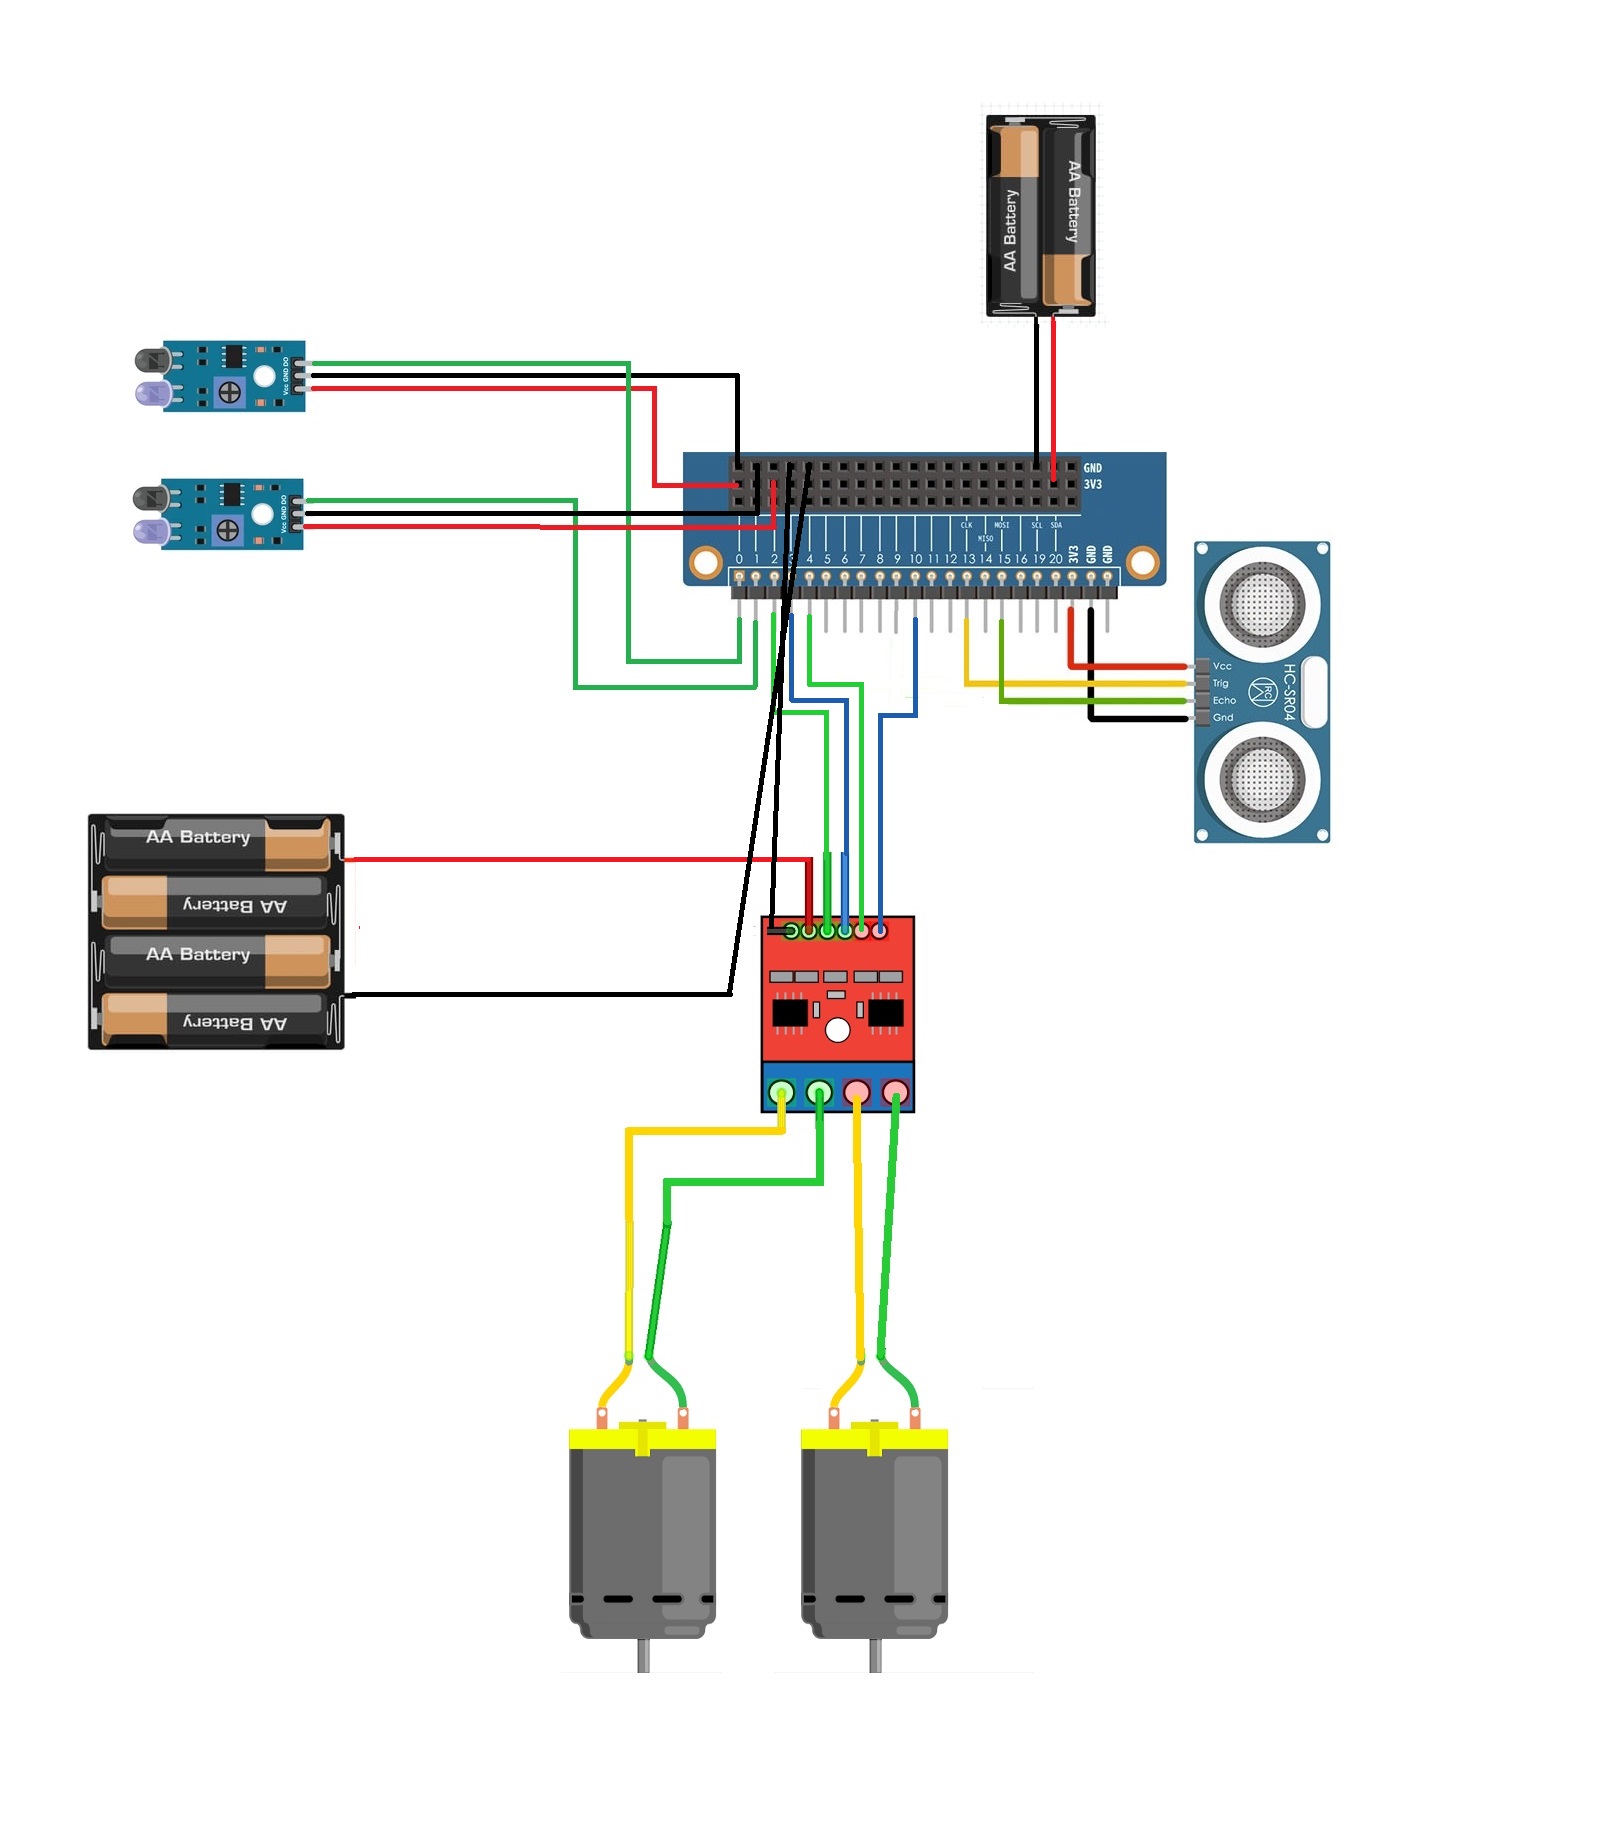 AA Battery
AA Battery
DO
GND
Vcc
DO
GND
Vcc
GND
3V3
CLK
MOSI
SCL
SDA
MISO
0 1 2 4 5 6 7 8 9 10 11 12 13 14 15 16 19 20 3V3 GND GND
Vcc
Trig
Echo
Gnd
HC-SR04
AA Battery
AA Battery
AA Battery
AA Battery